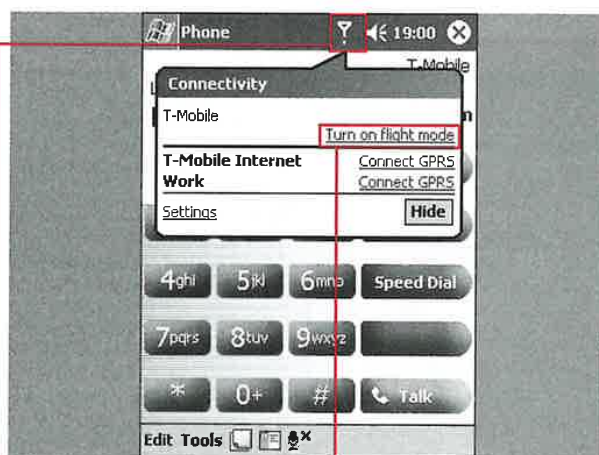 Phone 19:00
T-Mobile
Connectivity
T-Mobile
Turn on flight mode
T-Mobile Internet Connect GPRS
Work Connect GPRS
Settings Hide
4ghi 5jkl 6mno Speed Dial
7pqrs 8tuv 9wxyz
* 0+ # Talk
Edit Tools